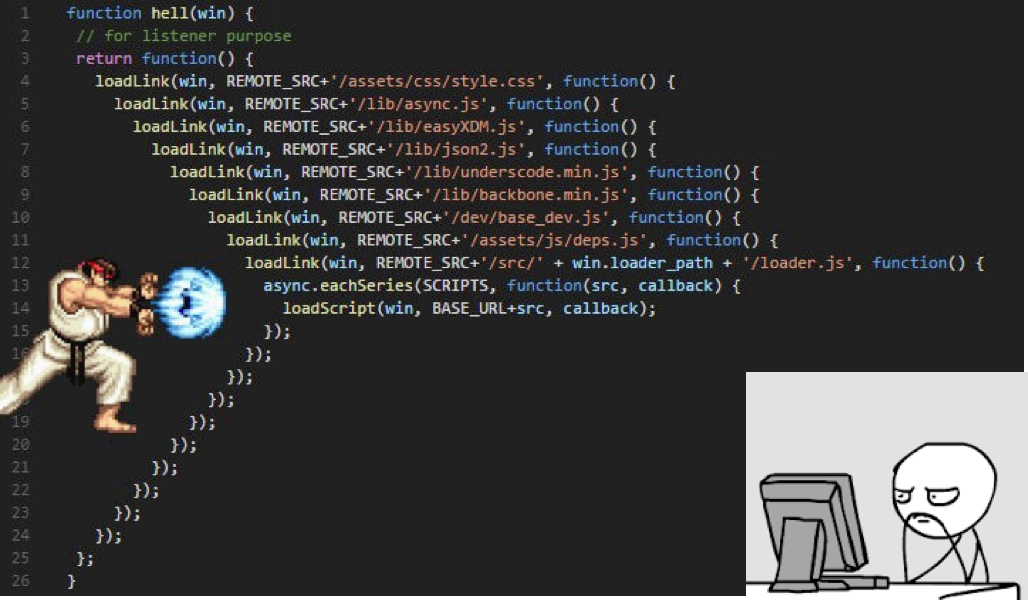 1 function hell(win) {
2 // for listener purpose
3 return function() {
4 loadLink(win, REMOTE_SRC+'/assets/css/style.css', function() {
5 loadLink(win, REMOTE_SRC+'/lib/async.js', function() {
6 loadLink(win, REMOTE_SRC+'/lib/easyXDM.js', function() {
7 loadLink(win, REMOTE_SRC+'/lib/json2.js', function() {
8 loadLink(win, REMOTE_SRC+'/lib/underscode.min.js', function() {
9 loadLink(win, REMOTE_SRC+'/lib/backbone.min.js', function() {
10 loadLink(win, REMOTE_SRC+'/dev/base_dev.js', function() {
11 loadLink(win, REMOTE_SRC+'/assets/js/deps.js', function() {
12 loadLink(win, REMOTE_SRC+'/src/' + win.loader_path + '/loader.js', function() {
13 async.eachSeries(SCRIPTS, function(src, callback) {
14 loadScript(win, BASE_URL+src, callback);
15 });
16 });
});
});
19 });
20 });
21 });
22 });
23 });
24 });
25 };
26 }